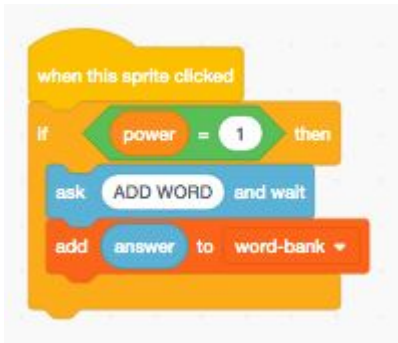 when this sprite clicked
if power = 1 then
ask ADD WORD and wait
add answer to word-bank